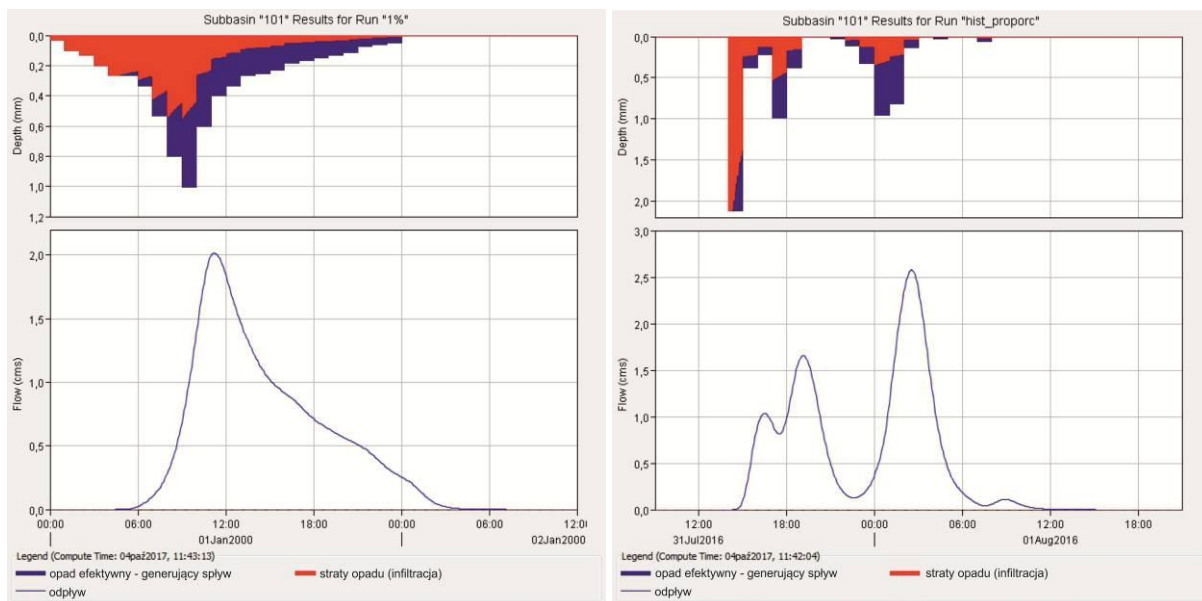 Subbasin "101" Results for Run "1%"
0,0
0,2
0,4
0,6
0,8
1,0
1,2
Depth (mm)
2,0
1,5
1,0
0,5
0,0
Flow (cms)
00:00 06:00 12:00 18:00 00:00 06:00 12:0
01Jan2000 02Jan2000
Legend (Compute Time: 04paź2017, 11:43:13)
opad efektywny - generujący spływ straty opadu (infiltracja)
odpływ
Subbasin "101" Results for Run "hist_proporc"
0,0
0,5
1,0
1,5
2,0
Depth (mm)
3,0
2,5
2,0
1,5
1,0
0,5
0,0
Flow (cms)
12:00 18:00 00:00 06:00 12:00 18:00
31Jul2016 01Aug2016
Legend (Compute Time: 04paź2017, 11:42:04)
opad efektywny - generujący spływ straty opadu (infiltracja)
odpływ